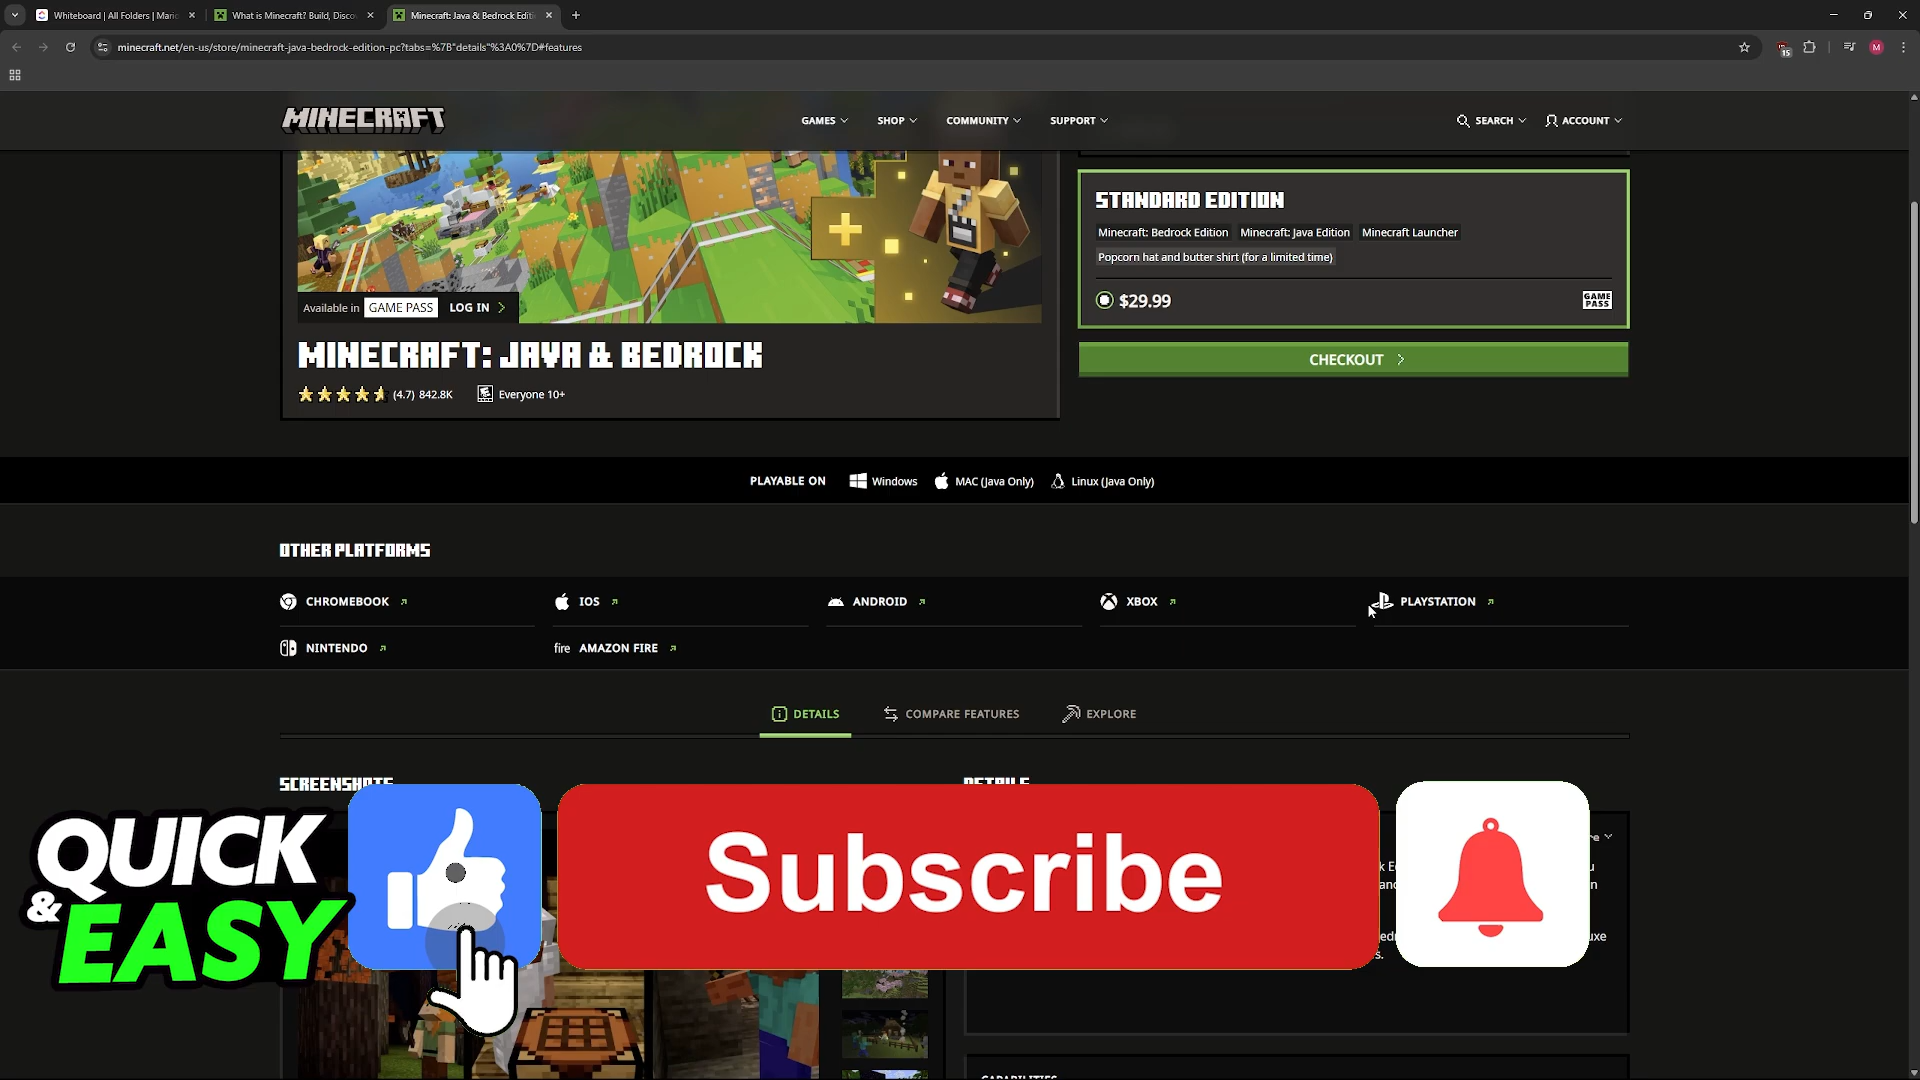 Whiteboard | All Folders | Maric
What is Minecraft? Build, Disco
Minecraft: Java & Bedrock Editi
minecraft.net/en-us/store/minecraft-java-bedrock-edition-pc?tabs=%7B"details"%3A0%7D#features
15
M
MINECRAFT
GAMES
SHOP
COMMUNITY
SUPPORT
SEARCH
ACCOUNT
STANDARD EDITION
Minecraft: Bedrock Edition
Minecraft: Java Edition
Minecraft Launcher
Popcorn hat and butter shirt (for a limited time)
$29.99
GAME PASS
CHECKOUT
Available in GAME PASS LOG IN
MINECRAFT: JAVA & BEDROCK
(4.7) 842.8K
Everyone 10+
PLAYABLE ON
Windows
MAC (Java Only)
Linux (Java Only)
OTHER PLATFORMS
CHROMEBOOK
IOS
ANDROID
XBOX
PLAYSTATION
NINTENDO
fire AMAZON FIRE
DETAILS
COMPARE FEATURES
EXPLORE
SCREENSHOTS
DETAILS
QUICK
& EASY
Subscribe
CAPABILITIES